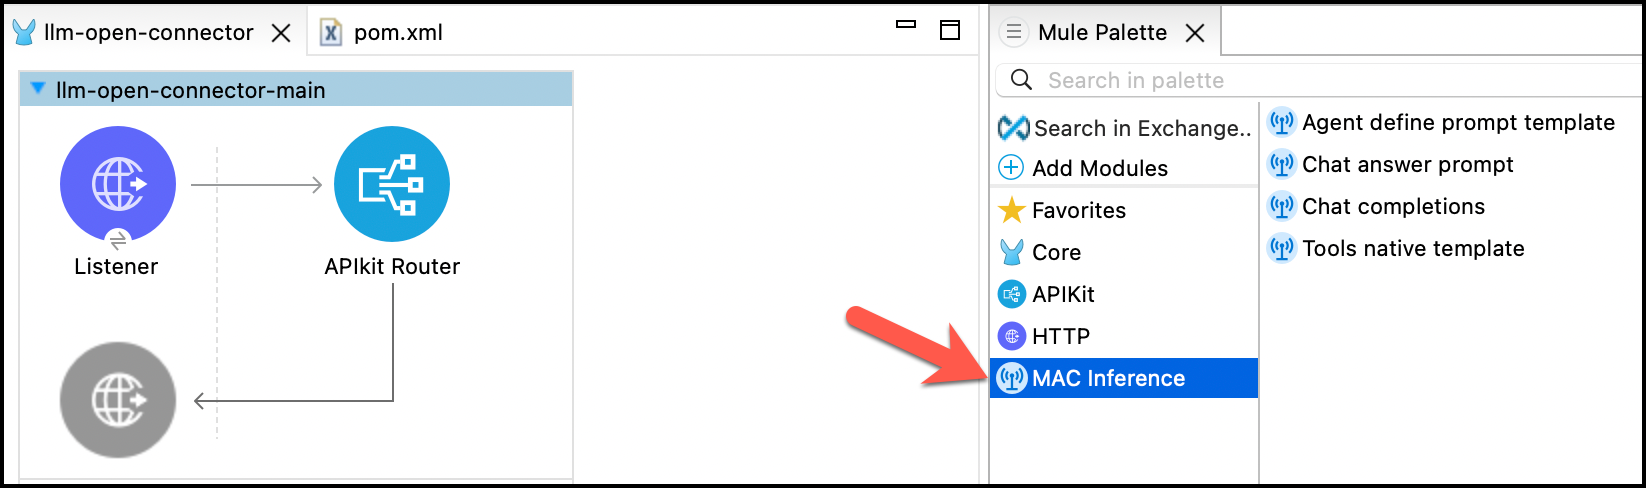 llm-open-connector
pom.xml
llm-open-connector-main
Listener
APIkit Router
Mule Palette
Search in palette
Search in Exchange..
Add Modules
Favorites
Core
APIKit
HTTP
MAC Inference
Agent define prompt template
Chat answer prompt
Chat completions
Tools native template